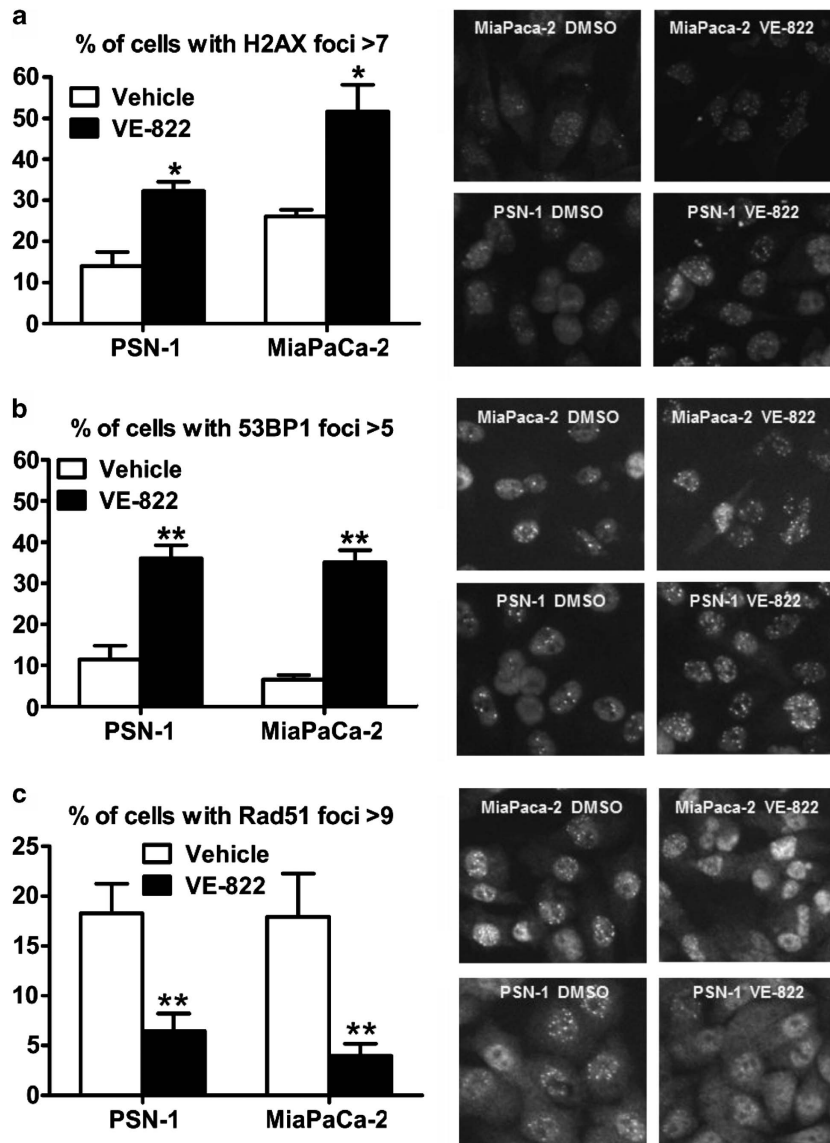 a
% of cells with H2AX foci >7
60
50
40
30
20
10
0
Vehicle
VE-822
*
*
PSN-1
MiaPaCa-2
MiaPaca-2 DMSO
MiaPaca-2 VE-822
PSN-1 DMSO
PSN-1 VE-822
b
% of cells with 53BP1 foci >5
60
50
40
30
20
10
0
Vehicle
VE-822
**
**
PSN-1
MiaPaCa-2
MiaPaca-2 DMSO
MiaPaca-2 VE-822
PSN-1 DMSO
PSN-1 VE-822
c
% of cells with Rad51 foci >9
25
20
15
10
5
0
Vehicle
VE-822
**
**
PSN-1
MiaPaCa-2
MiaPaca-2 DMSO
MiaPaca-2 VE-822
PSN-1 DMSO
PSN-1 VE-822